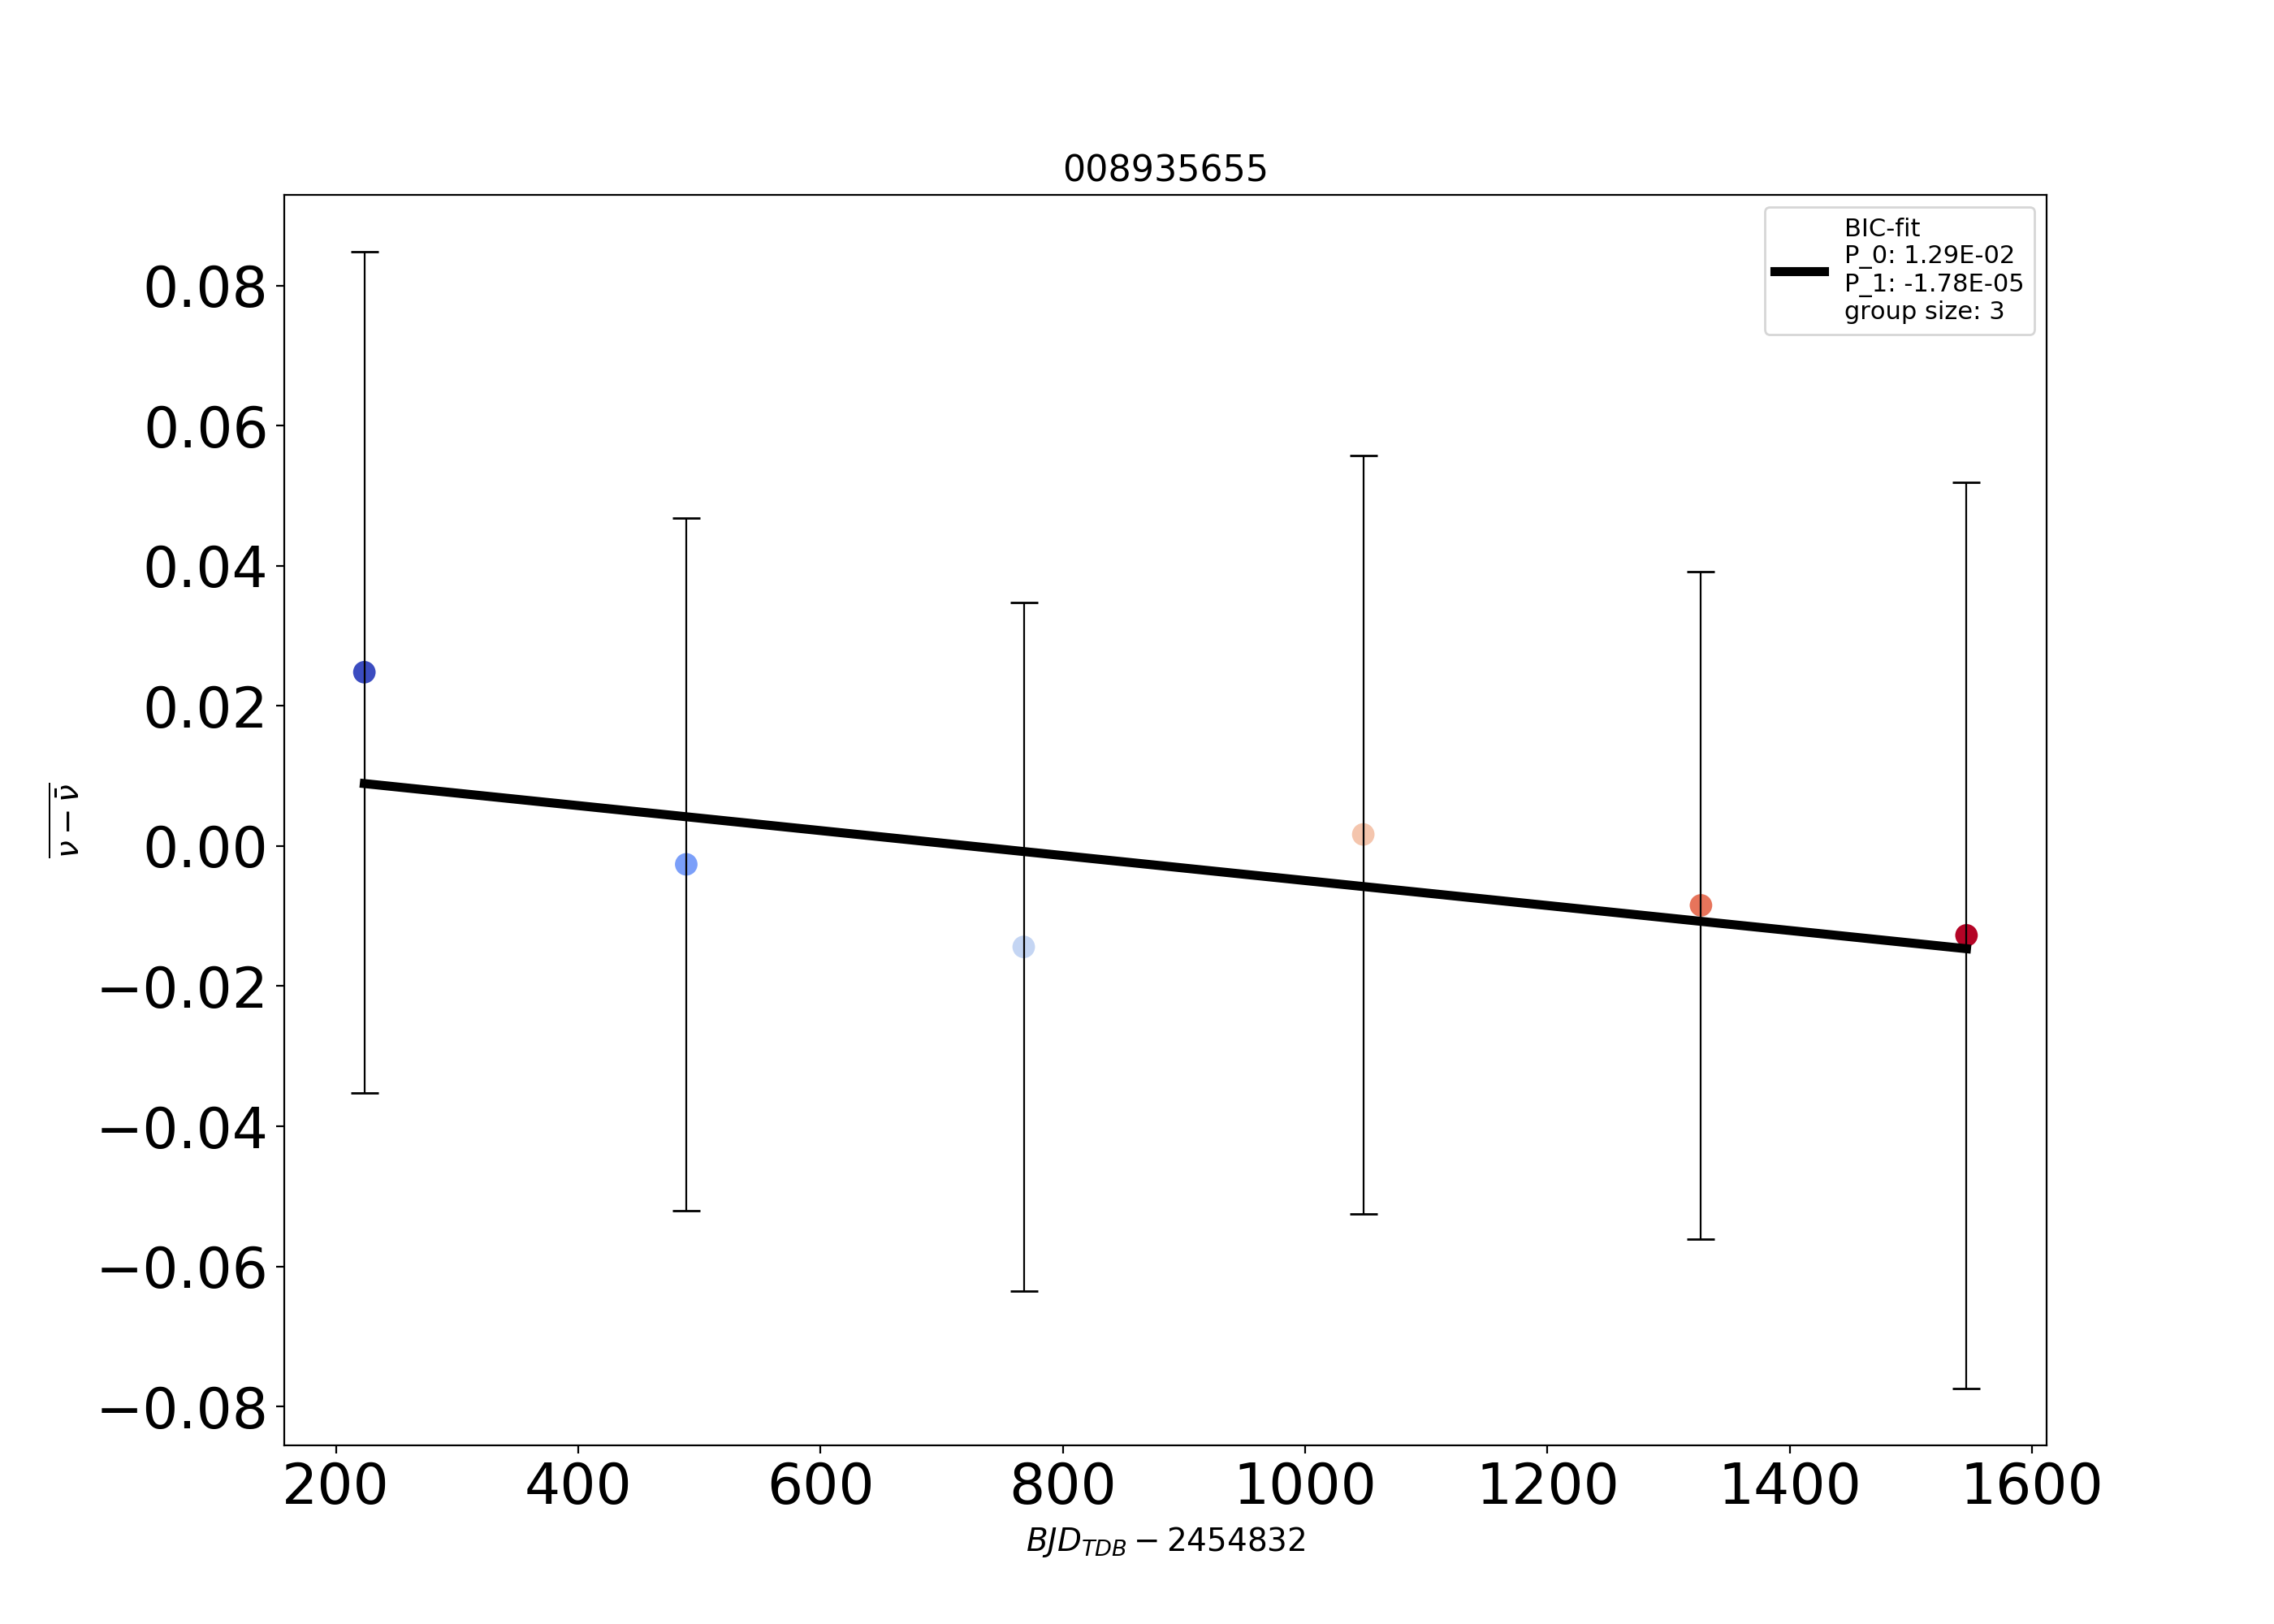 008935655
BIC-fit
P_0: 1.29E-02
P_1: -1.78E-05
group size: 3
0.08
0.06
0.04
0.02
0.00
−0.02
−0.04
−0.06
−0.08
ν − ν̄
200 400 600 800 1000 1200 1400 1600
BJD_TDB − 2454832